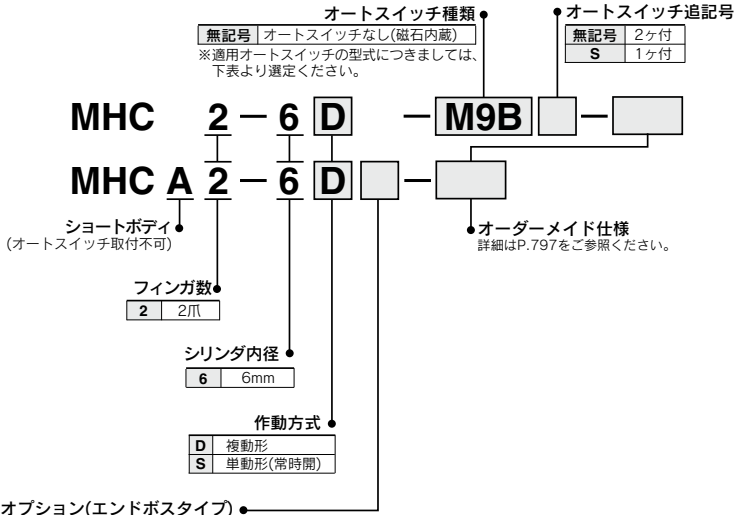 オートスイッチ種類
無記号 オートスイッチなし(磁石内蔵)
※適用オートスイッチの型式につきましては、
下表より選定ください。
オートスイッチ追記号
無記号 2ヶ付
S 1ヶ付
MHC 2-6 D -M9B -
MHC A 2-6 D -
ショートボディ
(オートスイッチ取付不可)
オーダーメイド仕様
詳細はP.797をご参照ください。
フィンガ数
2 2爪
シリンダ内径
6 6mm
作動方式
D 複動形
S 単動形(常時開)
オプション(エンドボスタイプ)